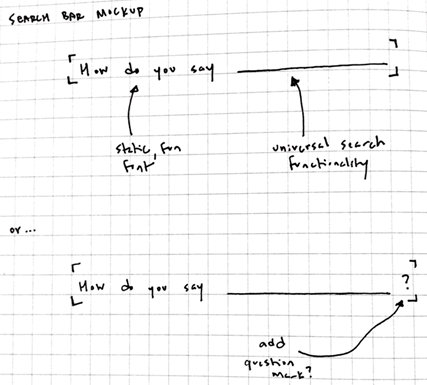 SEARCH BAR MOCKUP
How do you say
static, fun
font
universal search
functionality
or...
How do you say ?
add
question
mark?